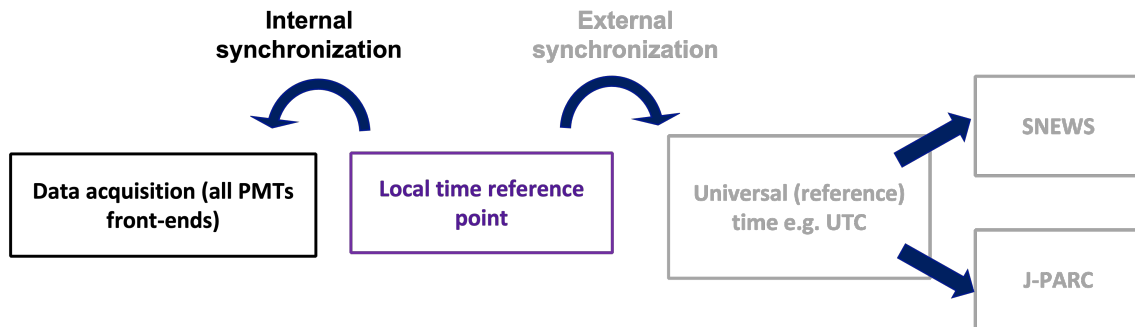 Internal
synchronization
External
synchronization
Data acquisition (all PMTs
front-ends)
Local time reference
point
Universal (reference)
time e.g. UTC
SNEWS
J-PARC